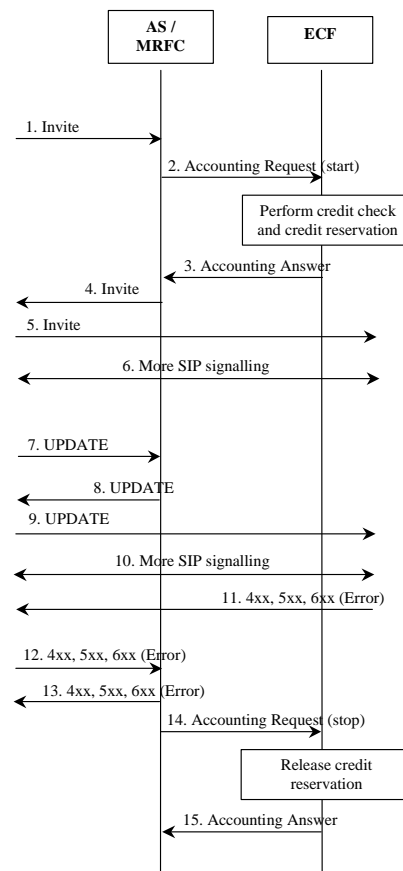 AS /
MRFC
ECF
1. Invite
2. Accounting Request (start)
Perform credit check
and credit reservation
3. Accounting Answer
4. Invite
5. Invite
6. More SIP signalling
7. UPDATE
8. UPDATE
9. UPDATE
10. More SIP signalling
11. 4xx, 5xx, 6xx (Error)
12. 4xx, 5xx, 6xx (Error)
13. 4xx, 5xx, 6xx (Error)
14. Accounting Request (stop)
Release credit
reservation
15. Accounting Answer